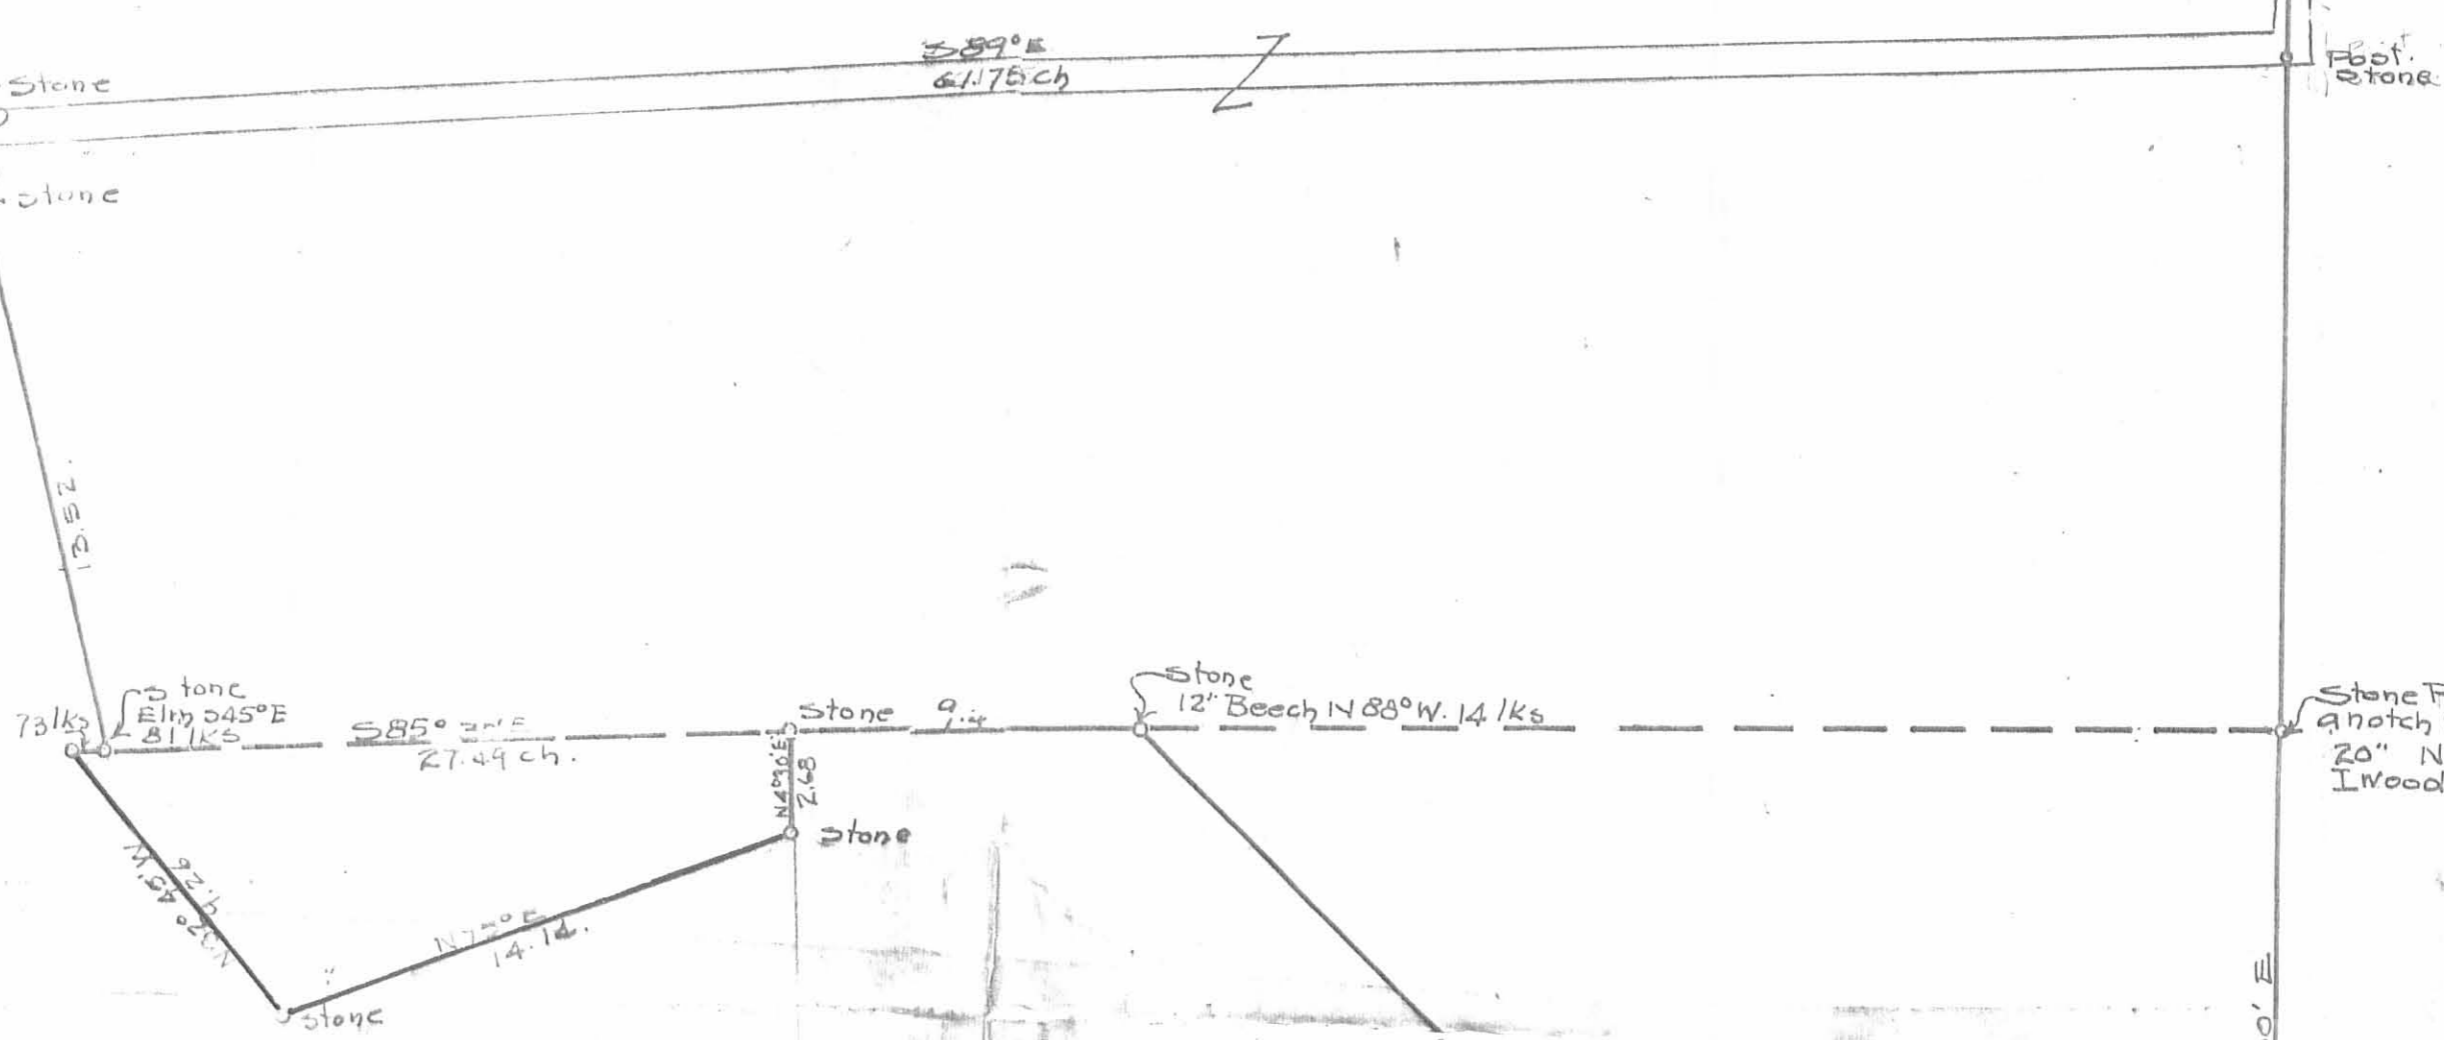 Stone
S89°E
61.75 ch
Z
Post.
Stone
Stone
13.52.
73 lks
Stone
Elm S45°E
81 lks
S85° 30' E
27.49 ch.
Stone
Stone
12" Beech N 88° W. 14 lks
Stone
a notch
20" N
N4°30'E
2.68
Stone
14.14.
Stone
0' E